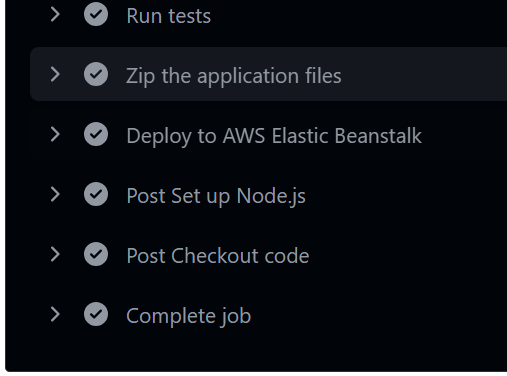 Run tests
Zip the application files
Deploy to AWS Elastic Beanstalk
Post Set up Node.js
Post Checkout code
Complete job